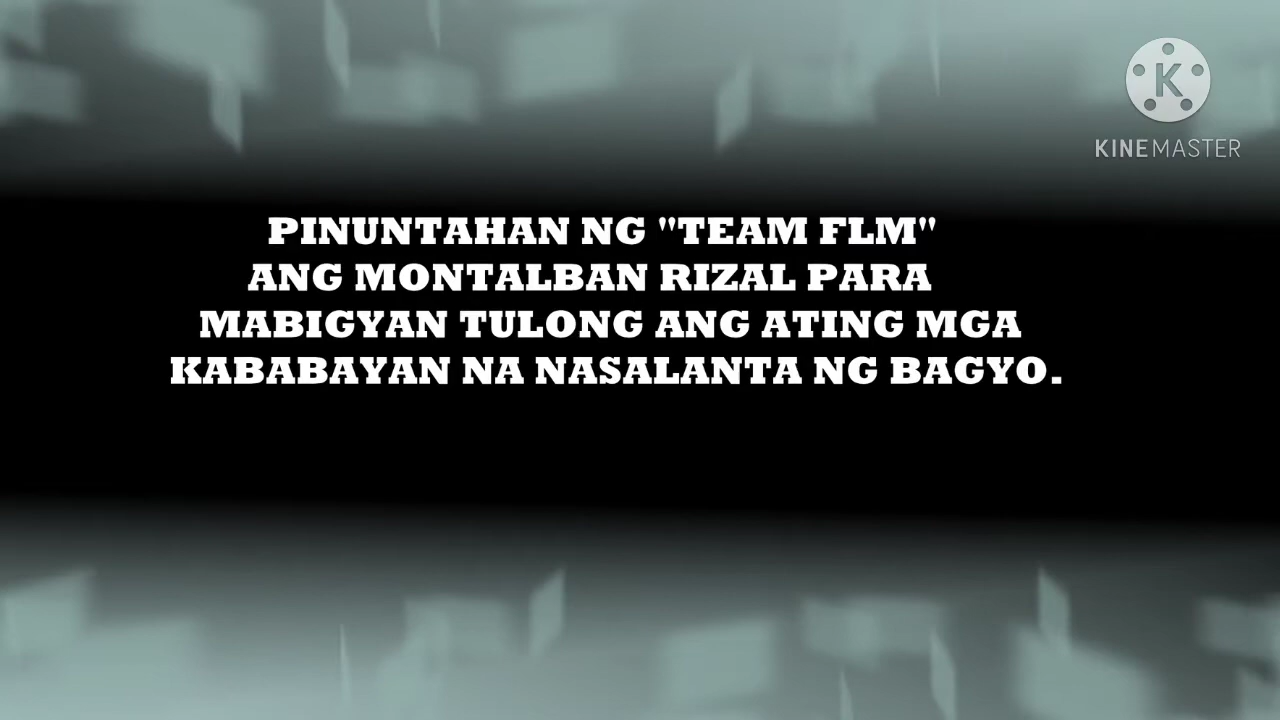 K
KINEMASTER
PINUNTAHAN NG "TEAM FLM"
ANG MONTALBAN RIZAL PARA
MABIGYAN TULONG ANG ATING MGA
KABABAYAN NA NASALANTA NG BAGYO.